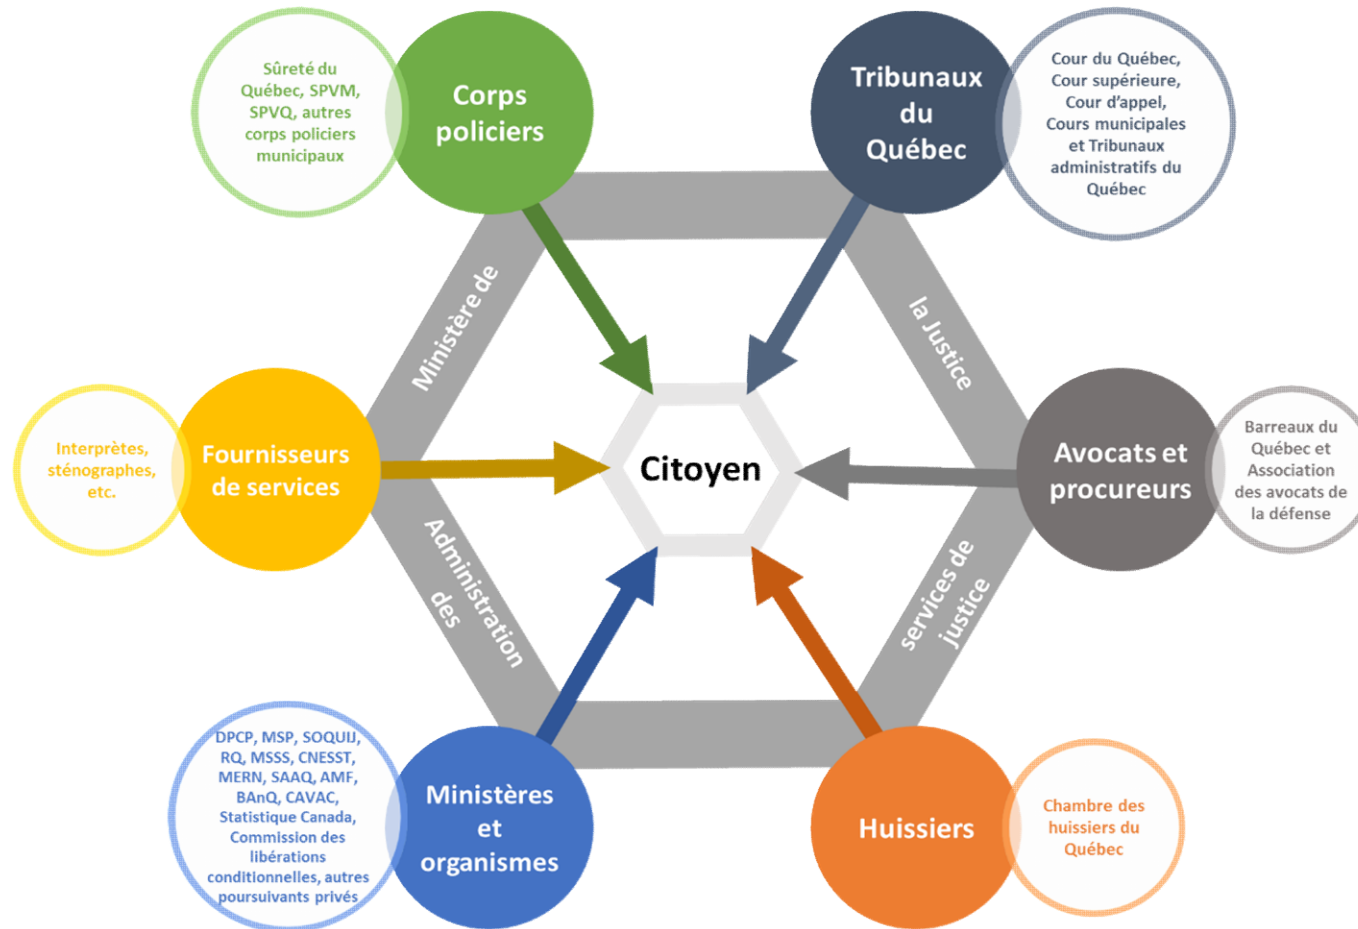 Sûreté du
Québec, SPVM,
SPVQ, autres
corps policiers
municipaux
Corps
policiers
Tribunaux
du
Québec
Cour du Québec,
Cour supérieure,
Cour d'appel,
Cours municipales
et Tribunaux
administratifs du
Québec
Ministère de
la Justice
Interprètes,
sténographes,
etc.
Fournisseurs
de services
Citoyen
Avocats et
procureurs
Barreaux du
Québec et
Association
des avocats de
la défense
Administration
des
services de
justice
DPCP, MSP, SOQUIJ,
RQ, MSSS, CNESST,
MERN, SAAQ, AMF,
BAnQ, CAVAC,
Statistique Canada,
Commission des
libérations
conditionnelles, autres
poursuivants privés
Ministères
et
organismes
Huissiers
Chambre des
huissiers du
Québec